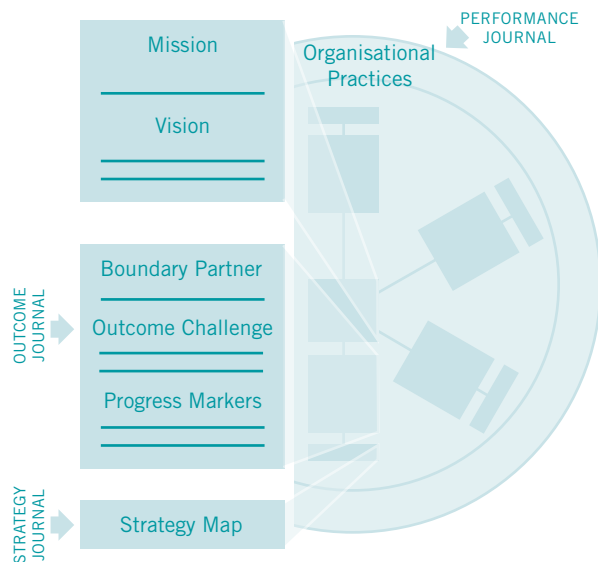 PERFORMANCE
JOURNAL
Mission
Organisational
Practices
Vision
Boundary Partner
OUTCOME
JOURNAL
Outcome Challenge
Progress Markers
STRATEGY
JOURNAL
Strategy Map